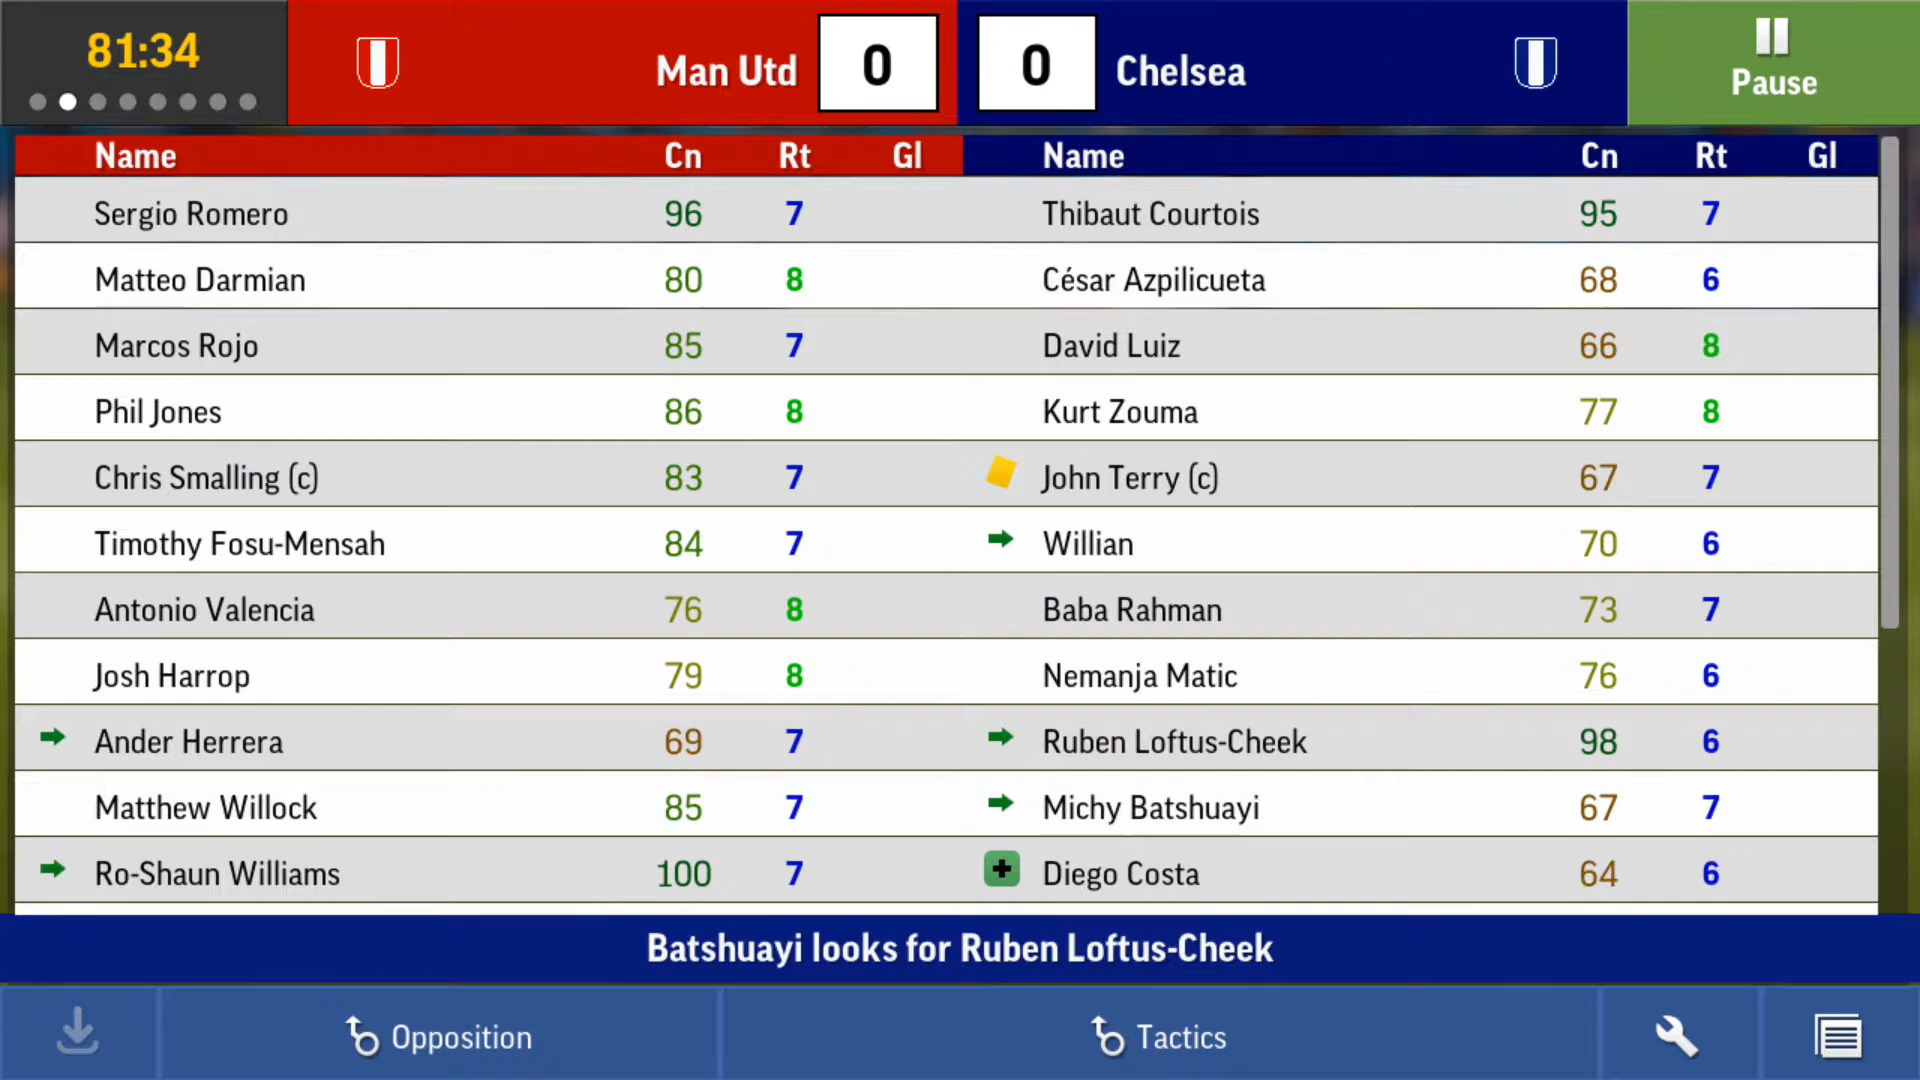 81:34 Man Utd 0 0 Chelsea Pause
Name Cn Rt Gl Name Cn Rt Gl
Sergio Romero 96 7 Thibaut Courtois 95 7
Matteo Darmian 80 8 César Azpilicueta 68 6
Marcos Rojo 85 7 David Luiz 66 8
Phil Jones 86 8 Kurt Zouma 77 8
Chris Smalling (c) 83 7 John Terry (c) 67 7
Timothy Fosu-Mensah 84 7 Willian 70 6
Antonio Valencia 76 8 Baba Rahman 73 7
Josh Harrop 79 8 Nemanja Matic 76 6
Ander Herrera 69 7 Ruben Loftus-Cheek 98 6
Matthew Willock 85 7 Michy Batshuayi 67 7
Ro-Shaun Williams 100 7 Diego Costa 64 6
Batshuayi looks for Ruben Loftus-Cheek
Opposition Tactics